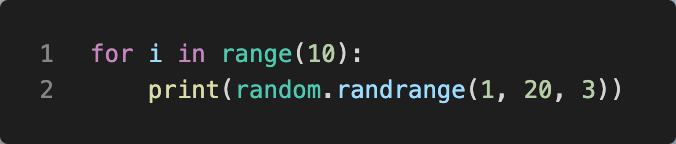 1 for i in range(10):
2     print(random.randrange(1, 20, 3))